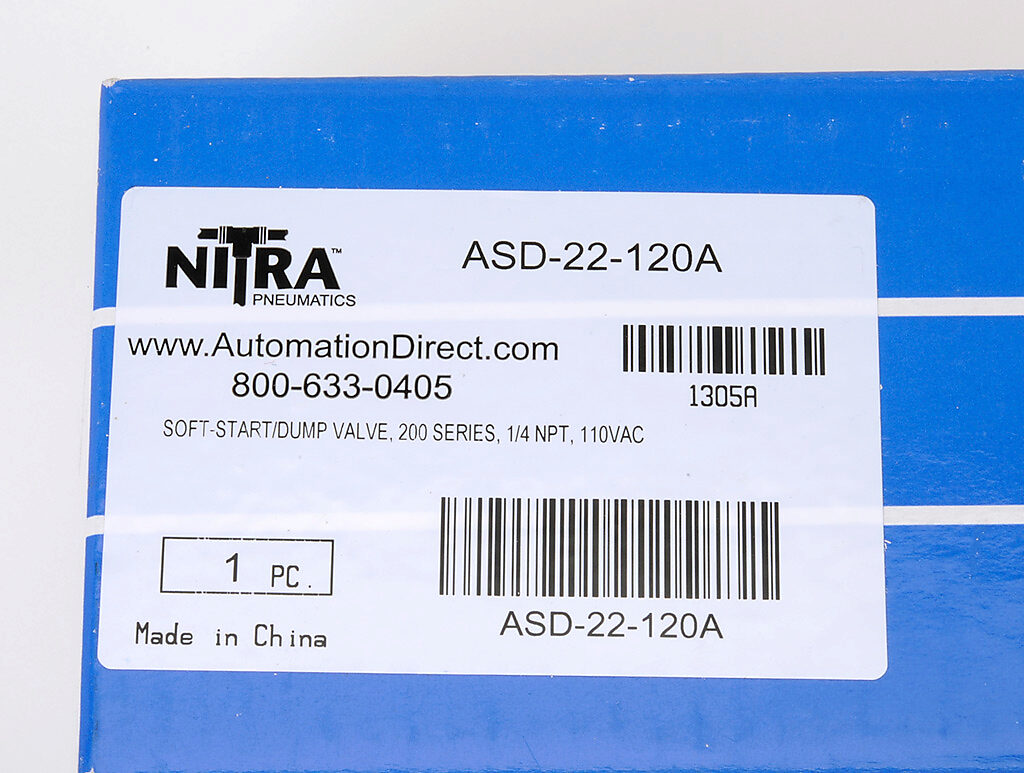 NITRA™
PNEUMATICS
ASD-22-120A
www.AutomationDirect.com
800-633-0405
1305A
SOFT-START/DUMP VALVE, 200 SERIES, 1/4 NPT, 110VAC
1 PC.
ASD-22-120A
Made in China